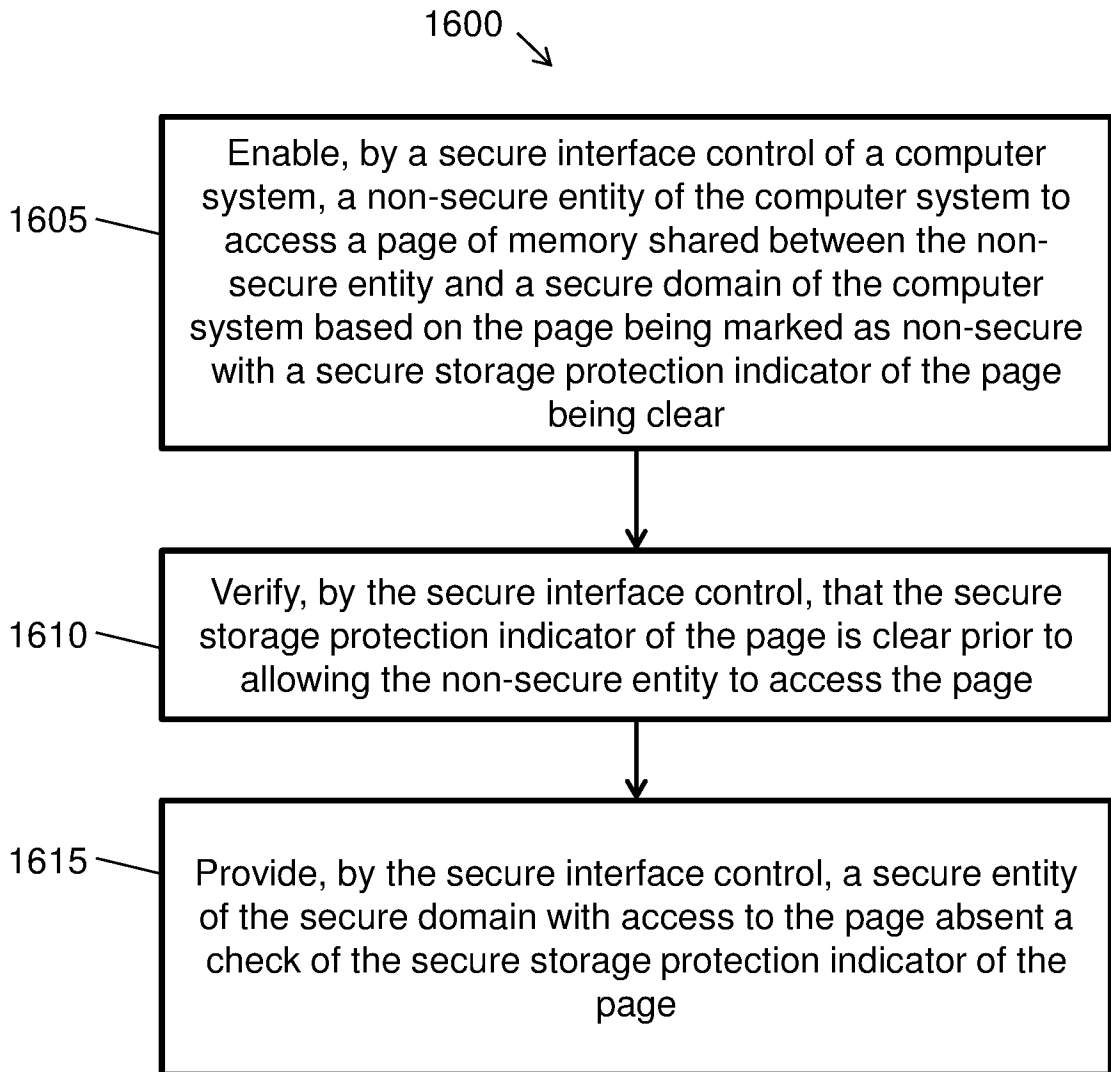 1600
1605
Enable, by a secure interface control of a computer
system, a non-secure entity of the computer system to
access a page of memory shared between the non-
secure entity and a secure domain of the computer
system based on the page being marked as non-secure
with a secure storage protection indicator of the page
being clear
1610
Verify, by the secure interface control, that the secure
storage protection indicator of the page is clear prior to
allowing the non-secure entity to access the page
1615
Provide, by the secure interface control, a secure entity
of the secure domain with access to the page absent a
check of the secure storage protection indicator of the
page